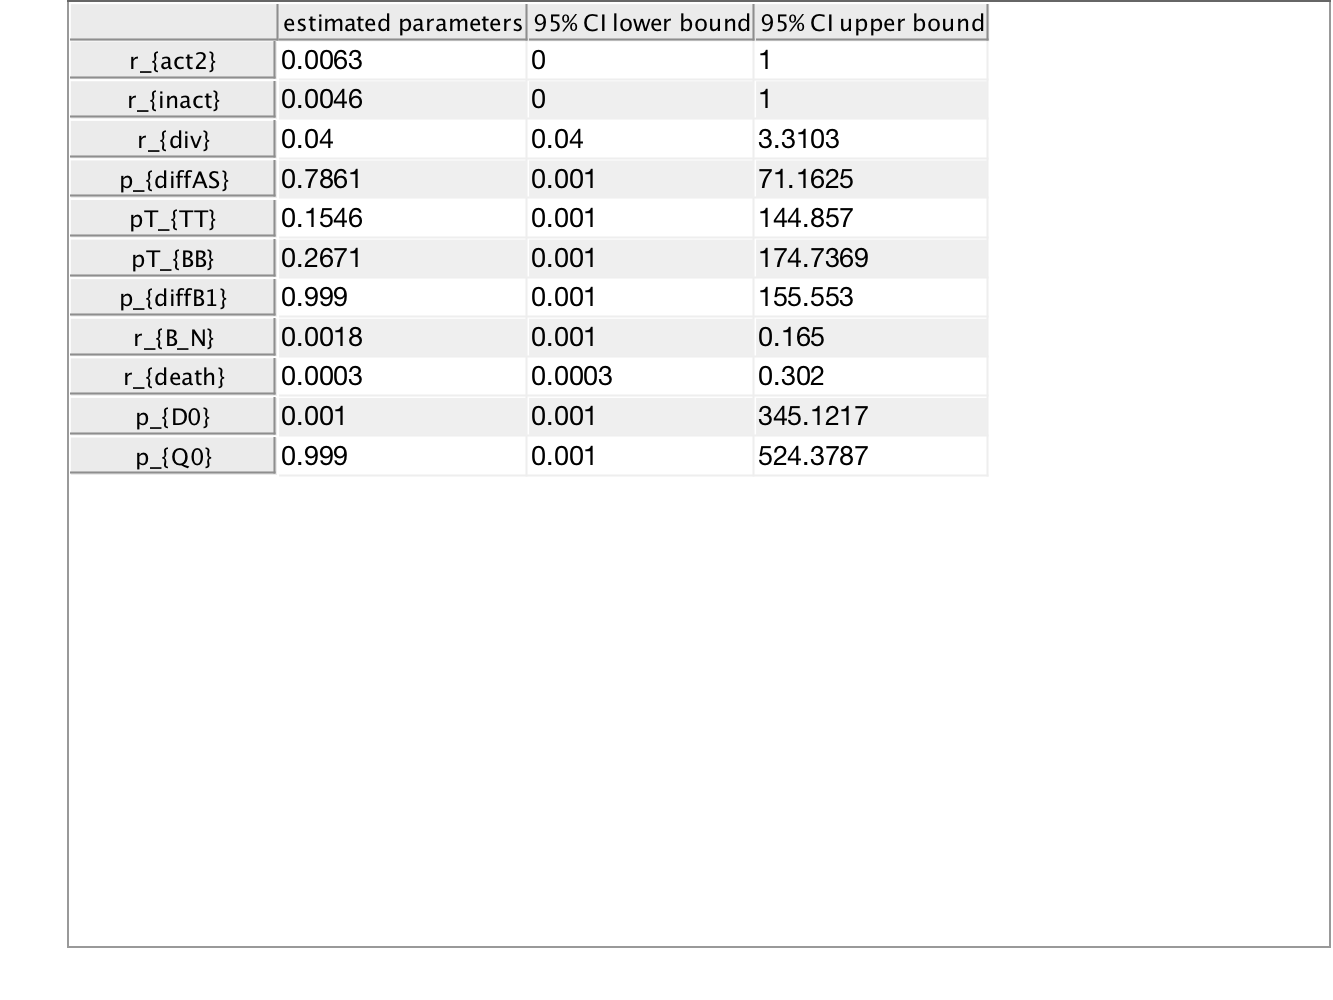 estimated parameters 95% CI lower bound 95% CI upper bound
r_{act2} 0.0063 0 1
r_{inact} 0.0046 0 1
r_{div} 0.04 0.04 3.3103
p_{diffAS} 0.7861 0.001 71.1625
pT_{TT} 0.1546 0.001 144.857
pT_{BB} 0.2671 0.001 174.7369
p_{diffB1} 0.999 0.001 155.553
r_{B_N} 0.0018 0.001 0.165
r_{death} 0.0003 0.0003 0.302
p_{D0} 0.001 0.001 345.1217
p_{Q0} 0.999 0.001 524.3787